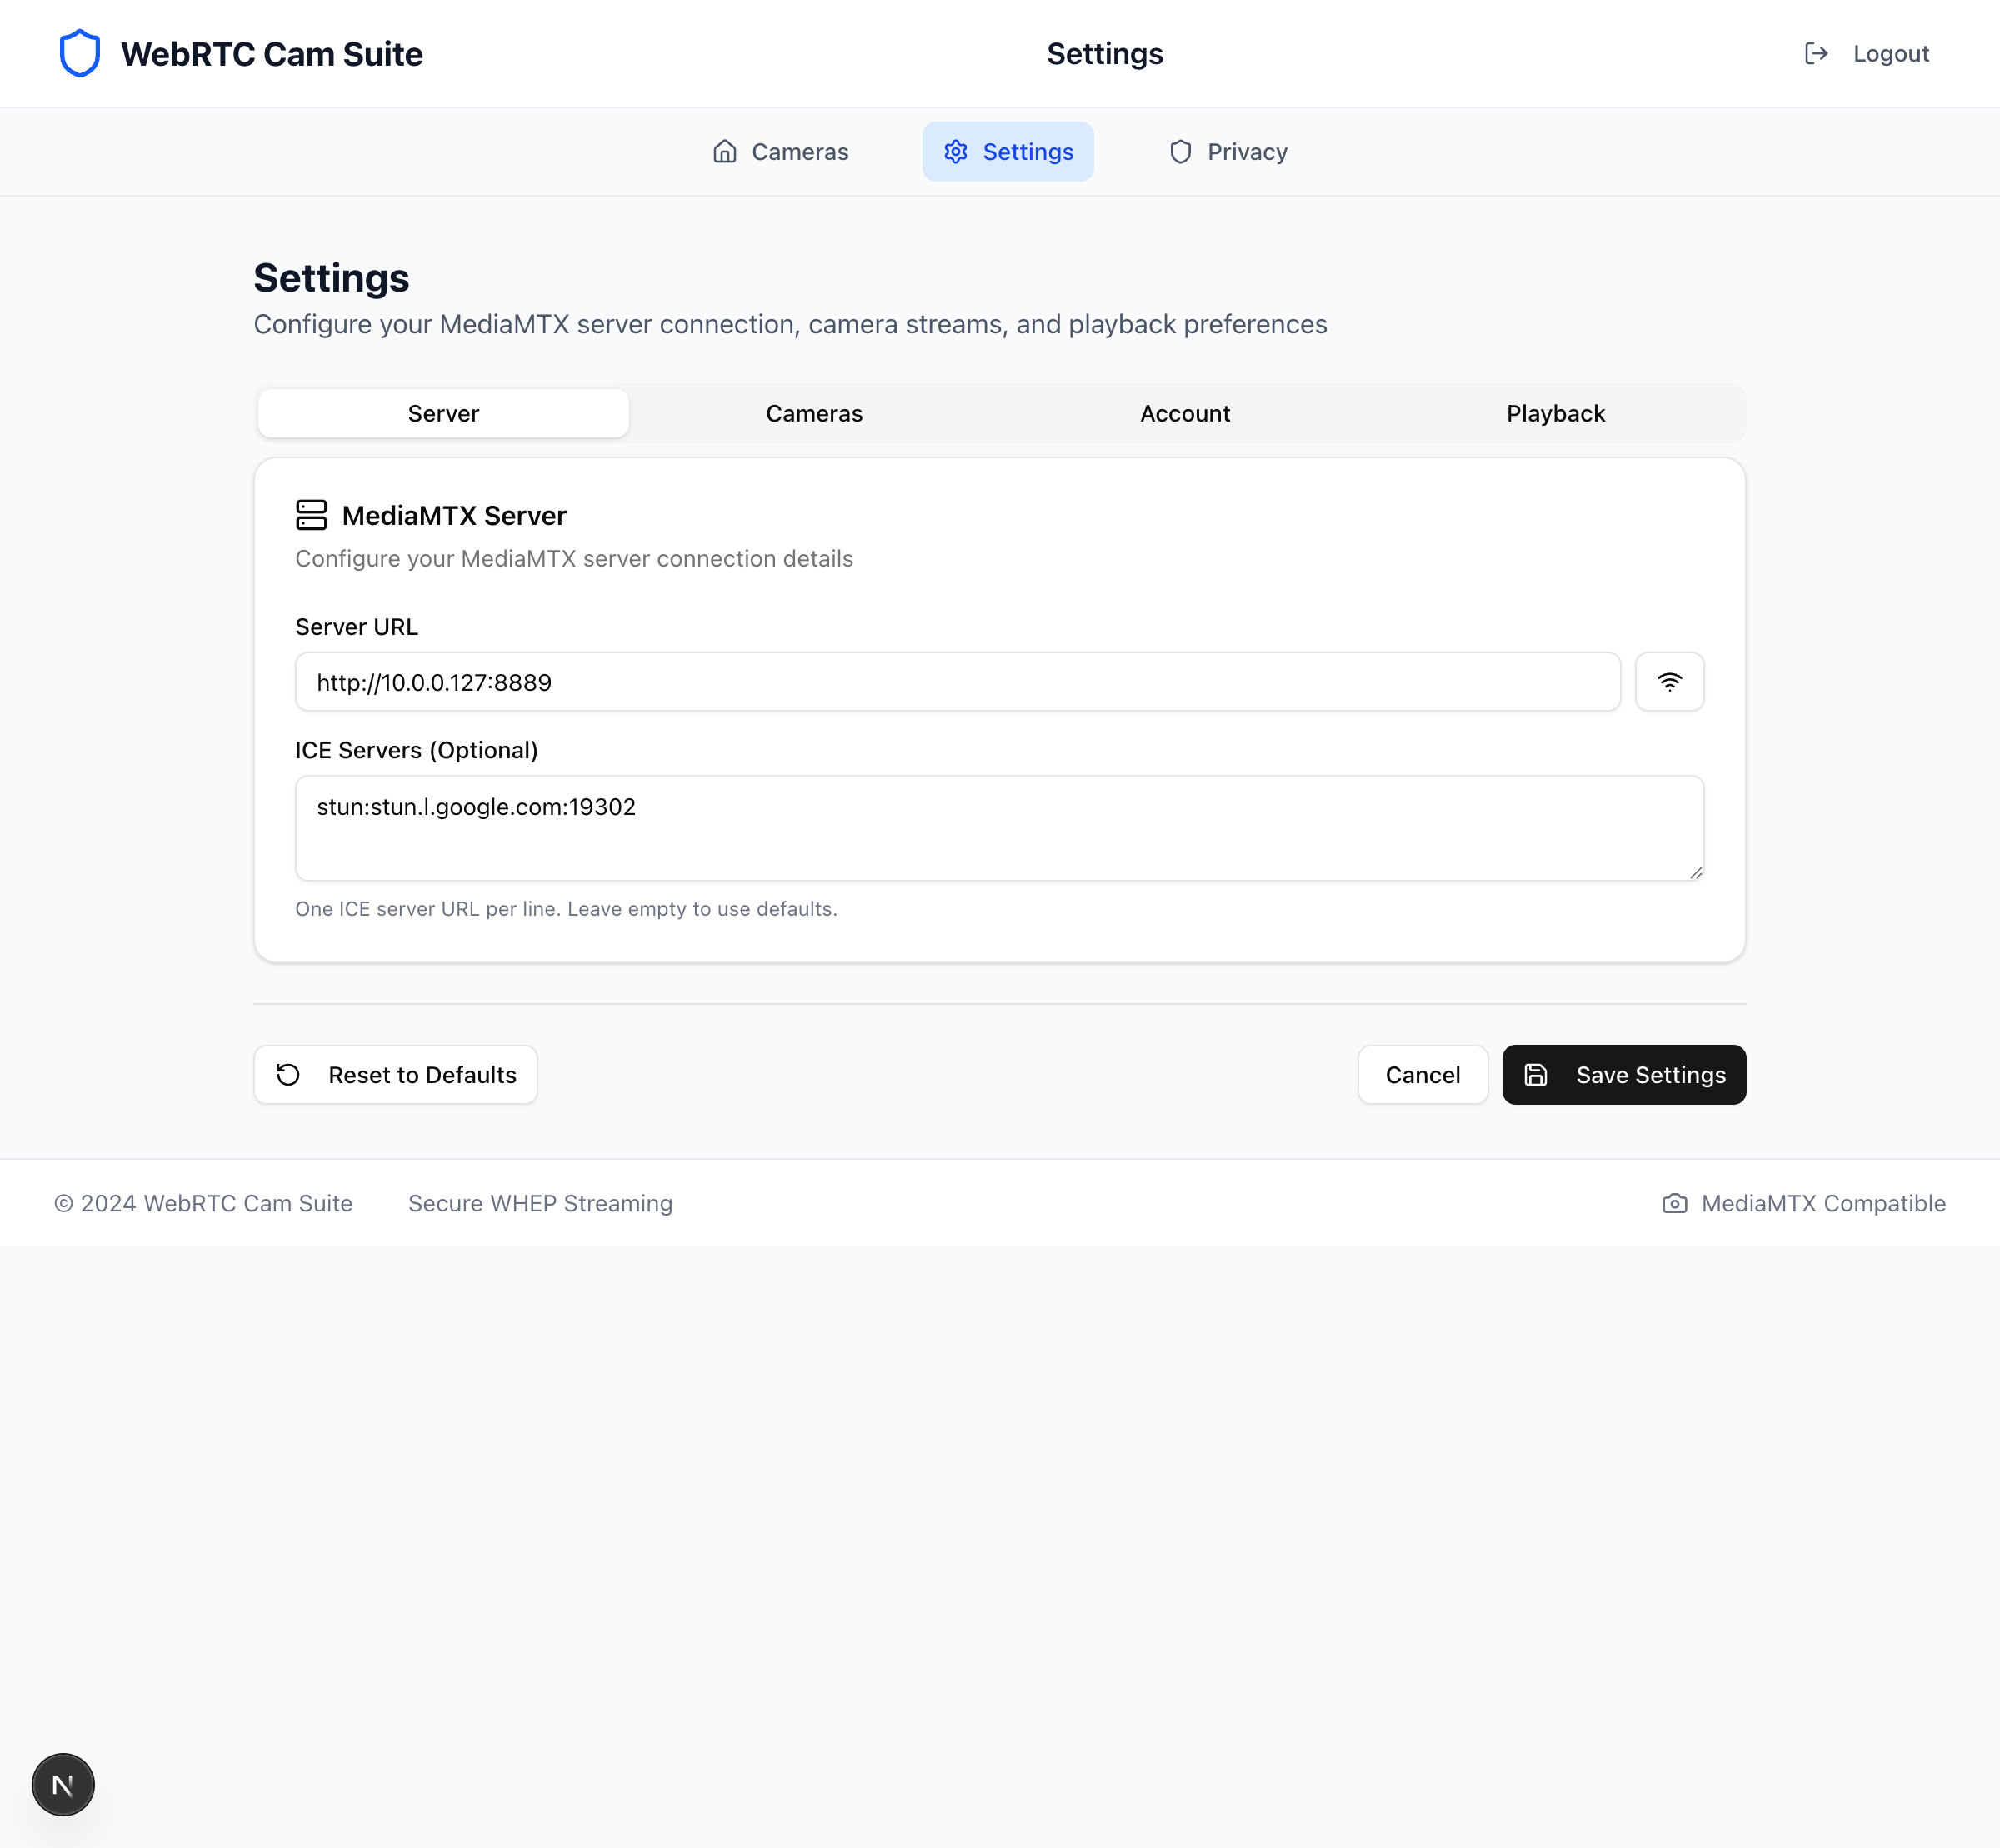 WebRTC Cam Suite
Settings
Logout
Cameras
Settings
Privacy
Settings
Configure your MediaMTX server connection, camera streams, and playback preferences
Server
Cameras
Account
Playback
MediaMTX Server
Configure your MediaMTX server connection details
Server URL
http://10.0.0.127:8889
ICE Servers (Optional)
stun:stun.l.google.com:19302
One ICE server URL per line. Leave empty to use defaults.
Reset to Defaults
Cancel
Save Settings
© 2024 WebRTC Cam Suite
Secure WHEP Streaming
MediaMTX Compatible
N